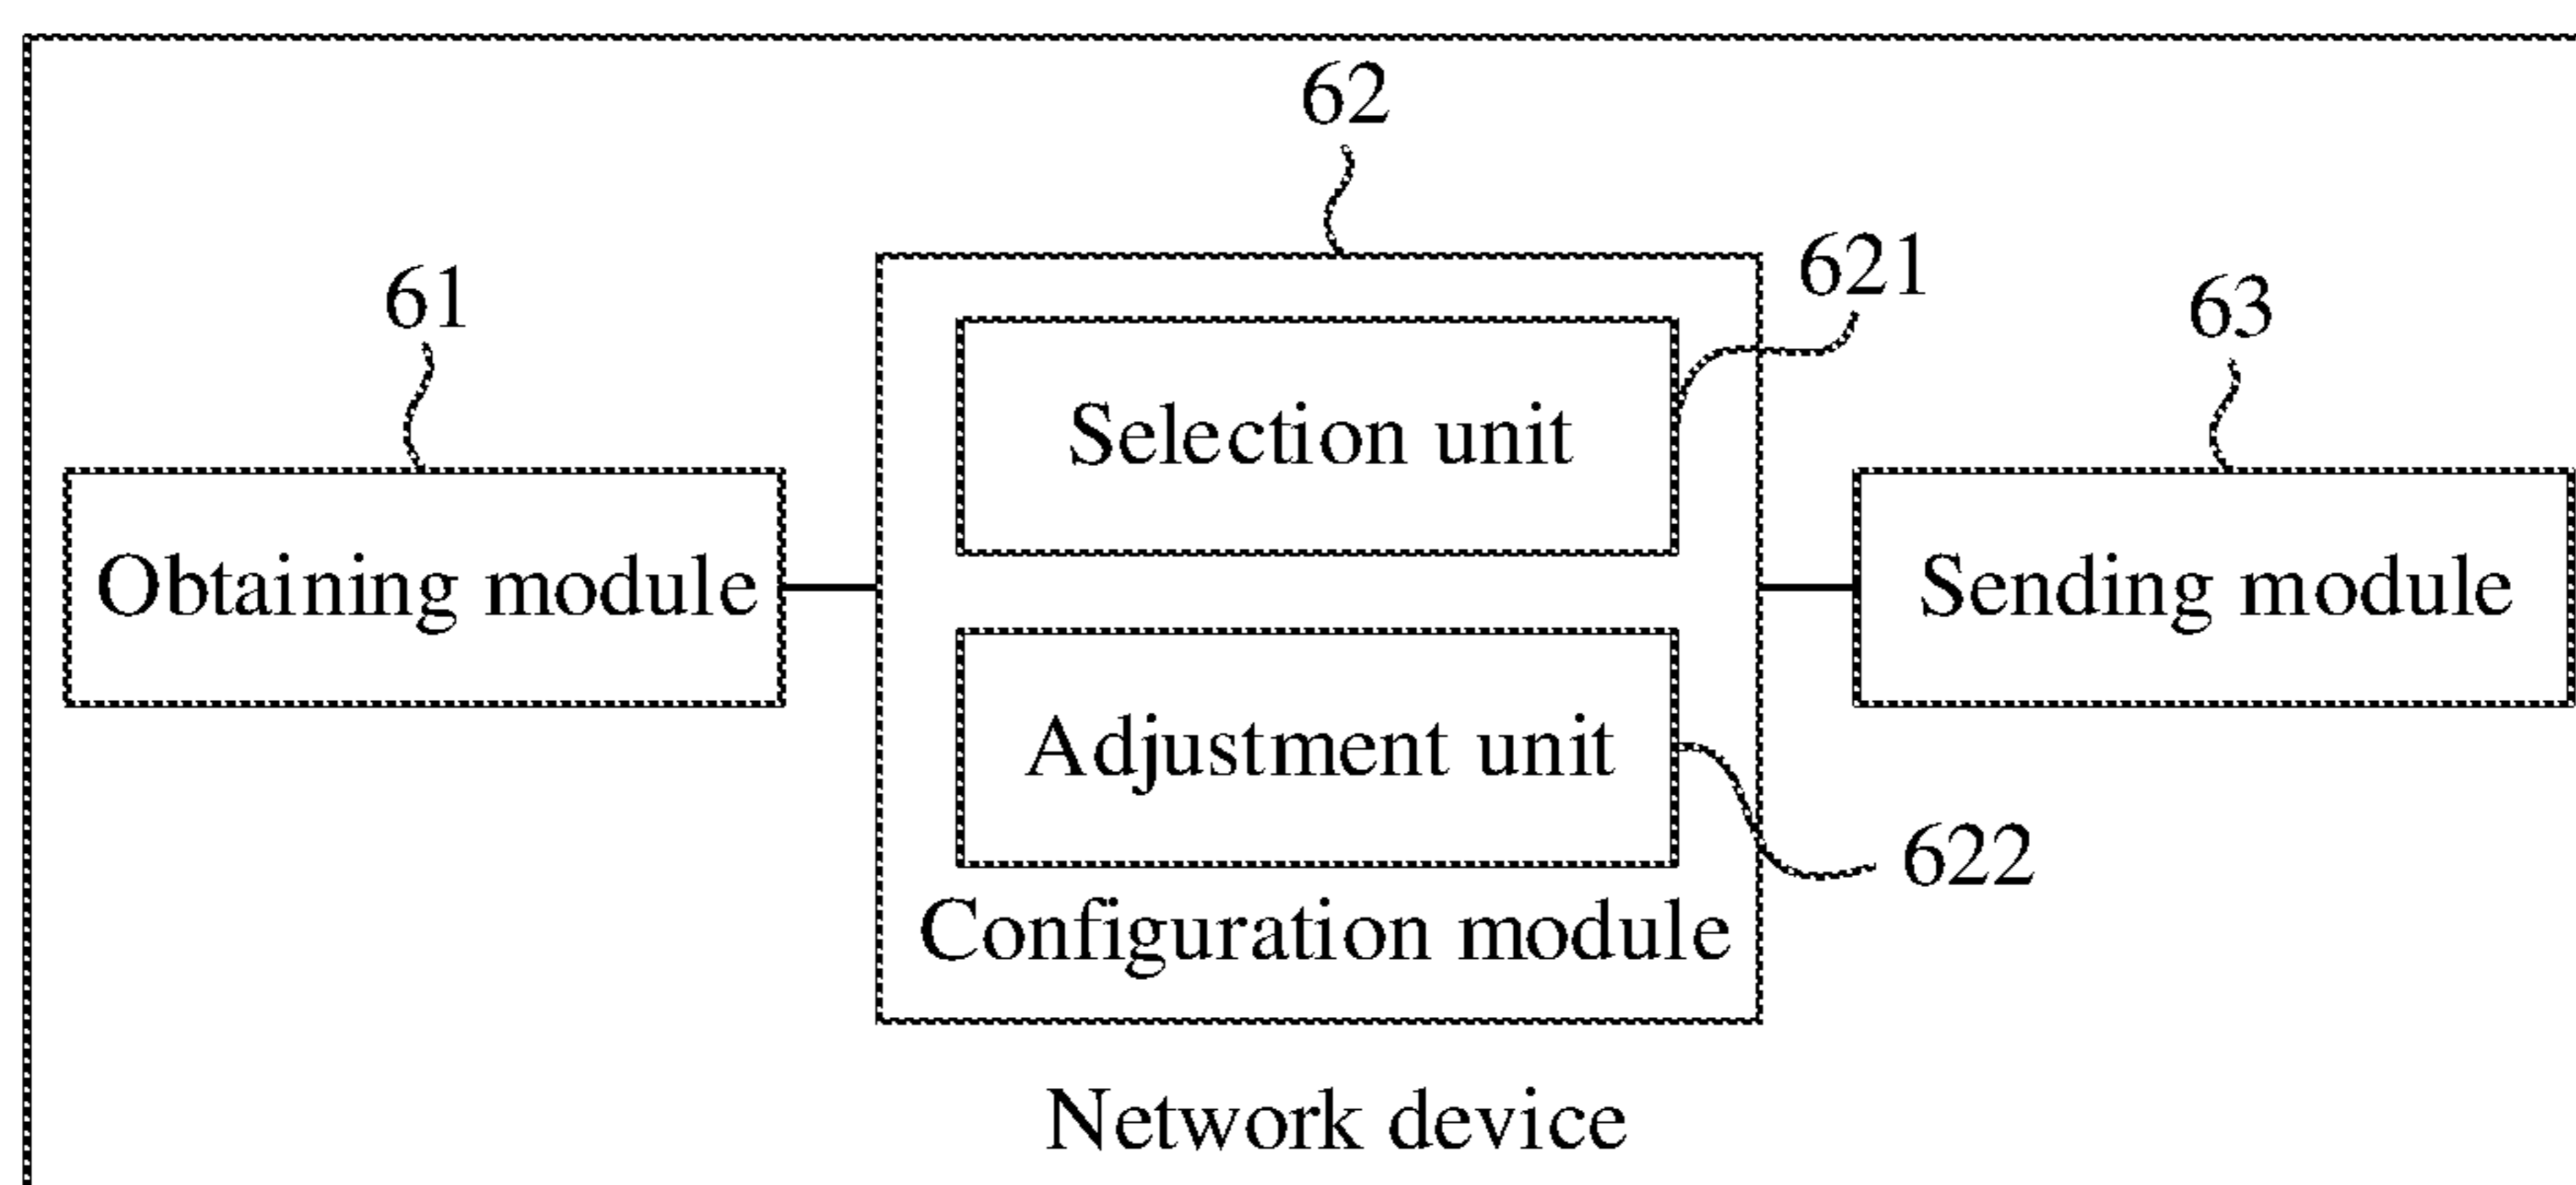 62
621
61
63
Selection unit
Obtaining module
Sending module
Adjustment unit
622
Configuration module
Network device